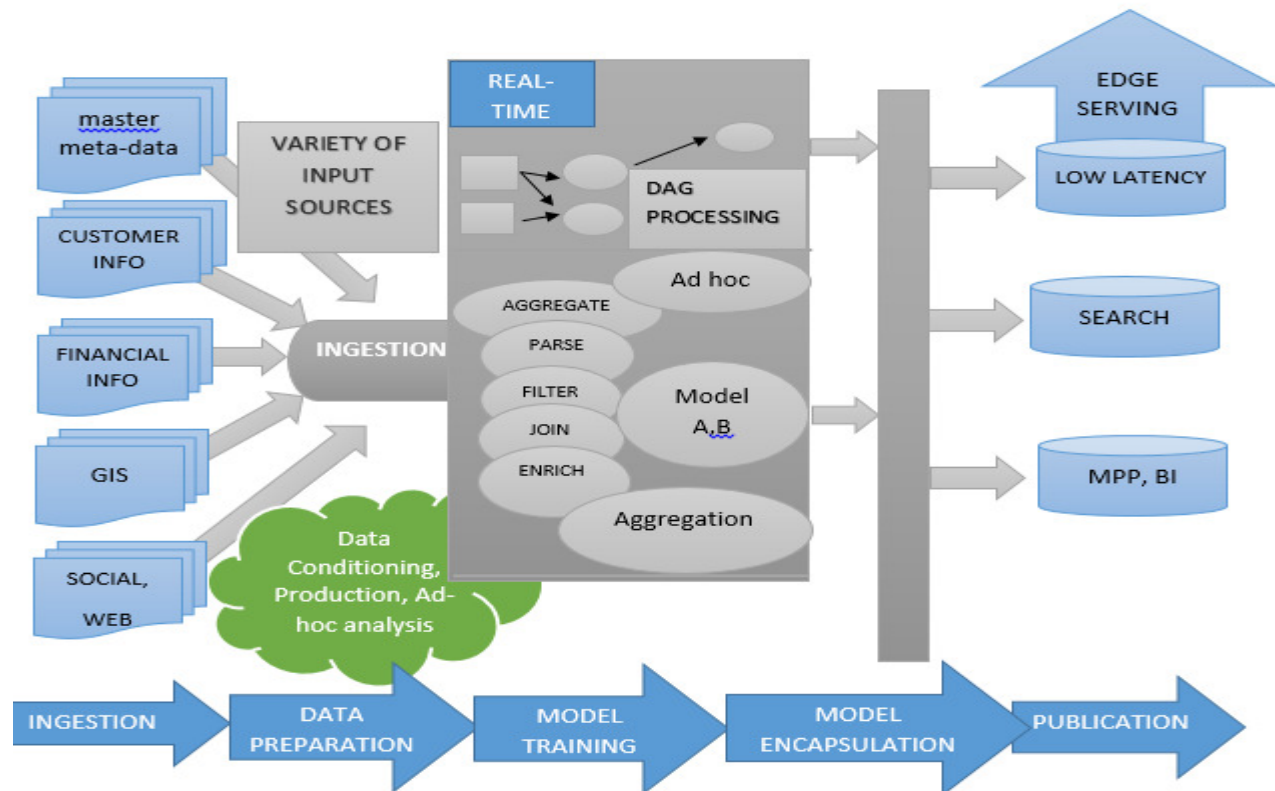 master
meta-data
CUSTOMER
INFO
FINANCIAL
INFO
GIS
SOCIAL,
WEB
VARIETY OF
INPUT
SOURCES
INGESTION
Data
Conditioning,
Production, Ad-
hoc analysis
REAL-
TIME
DAG
PROCESSING
Ad hoc
AGGREGATE
PARSE
FILTER
JOIN
ENRICH
Model
A,B
Aggregation
EDGE
SERVING
LOW LATENCY
SEARCH
MPP, BI
INGESTION
DATA
PREPARATION
MODEL
TRAINING
MODEL
ENCAPSULATION
PUBLICATION